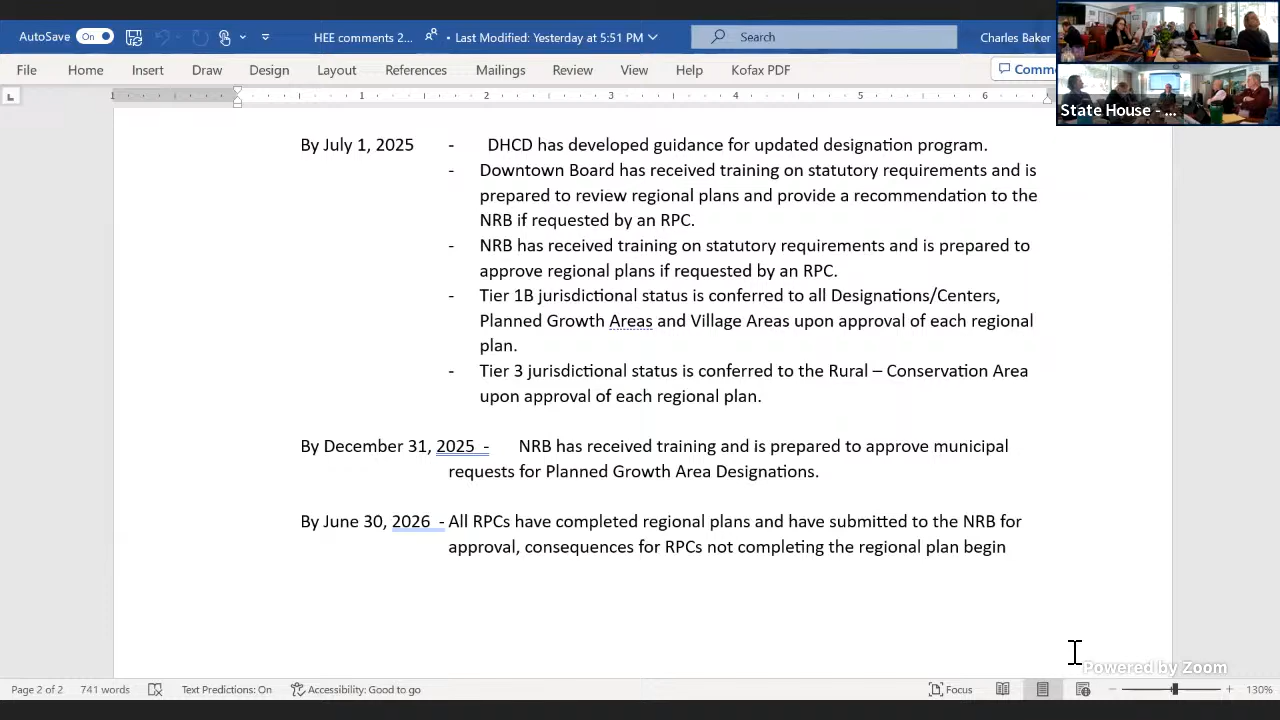 AutoSave On HEE comments 2... • Last Modified: Yesterday at 5:51 PM Search Charles Baker
File Home Insert Draw Design Layout References Mailings Review View Help Kofax PDF Comme
State House - ...
1 1 2 3 4 5 6
By July 1, 2025 - DHCD has developed guidance for updated designation program.
- Downtown Board has received training on statutory requirements and is
prepared to review regional plans and provide a recommendation to the
NRB if requested by an RPC.
- NRB has received training on statutory requirements and is prepared to
approve regional plans if requested by an RPC.
- Tier 1B jurisdictional status is conferred to all Designations/Centers,
Planned Growth Areas and Village Areas upon approval of each regional
plan.
- Tier 3 jurisdictional status is conferred to the Rural – Conservation Area
upon approval of each regional plan.
By December 31, 2025 - NRB has received training and is prepared to approve municipal
requests for Planned Growth Area Designations.
By June 30, 2026 - All RPCs have completed regional plans and have submitted to the NRB for
approval, consequences for RPCs not completing the regional plan begin
Powered by Zoom
Page 2 of 2 741 words Text Predictions: On Accessibility: Good to go Focus 130%